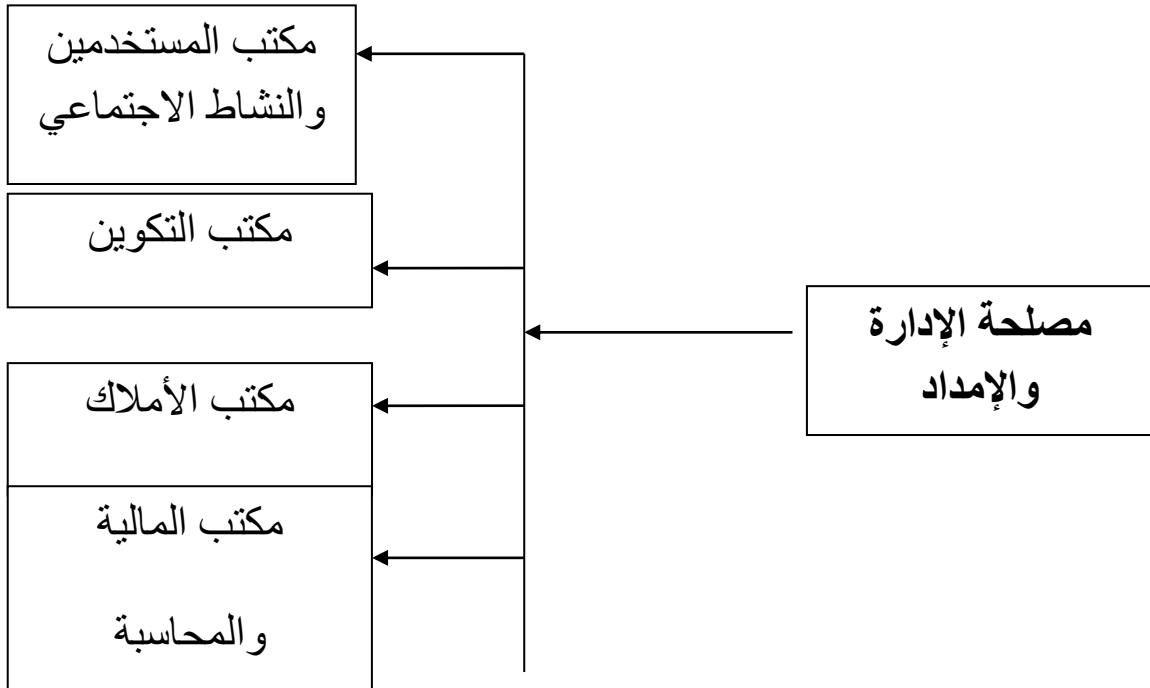 مصلحة الإدارة
والإمداد
مكتب المستخدمين
والنشاط الاجتماعي
مكتب التكوين
مكتب الأملاك
مكتب المالية
والمحاسبة